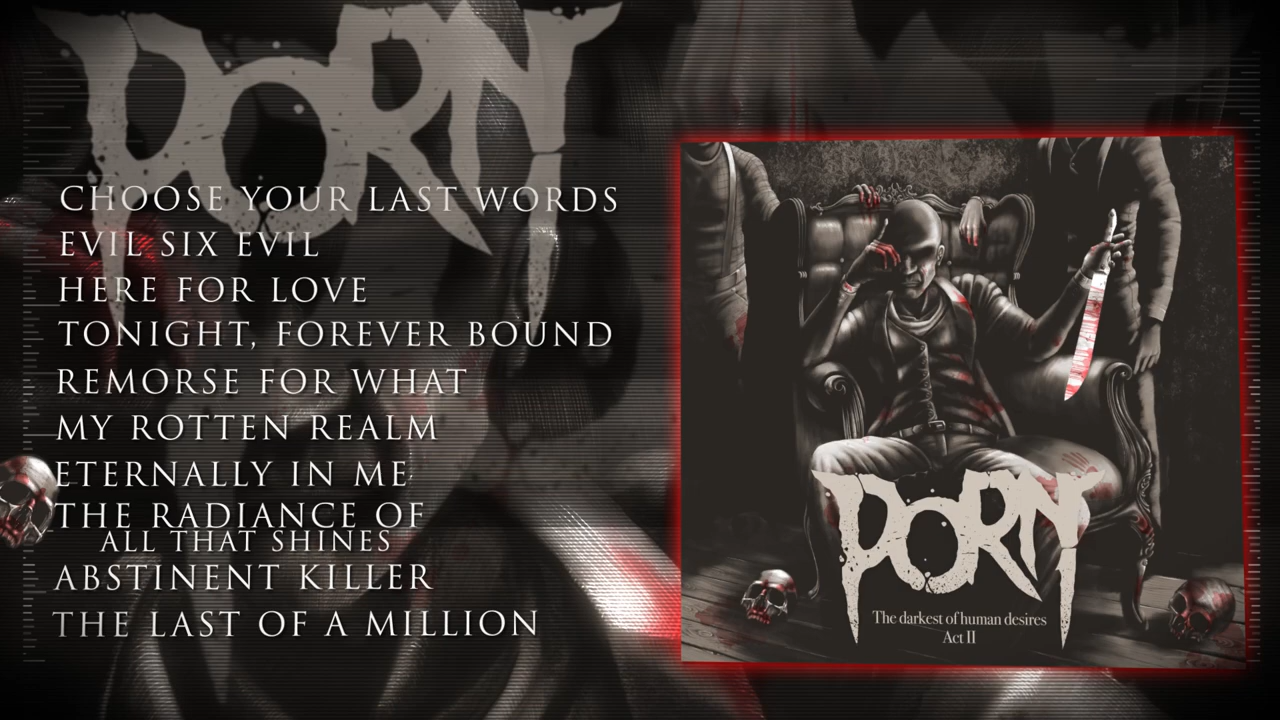 PORN
CHOOSE YOUR LAST WORDS
EVIL SIX EVIL
HERE FOR LOVE
TONIGHT, FOREVER BOUND
REMORSE FOR WHAT
MY ROTTEN REALM
ETERNALLY IN ME
THE RADIANCE OF
ALL THAT SHINES
ABSTINENT KILLER
THE LAST OF A MILLION
PORN
The darkest of human desires
Act II